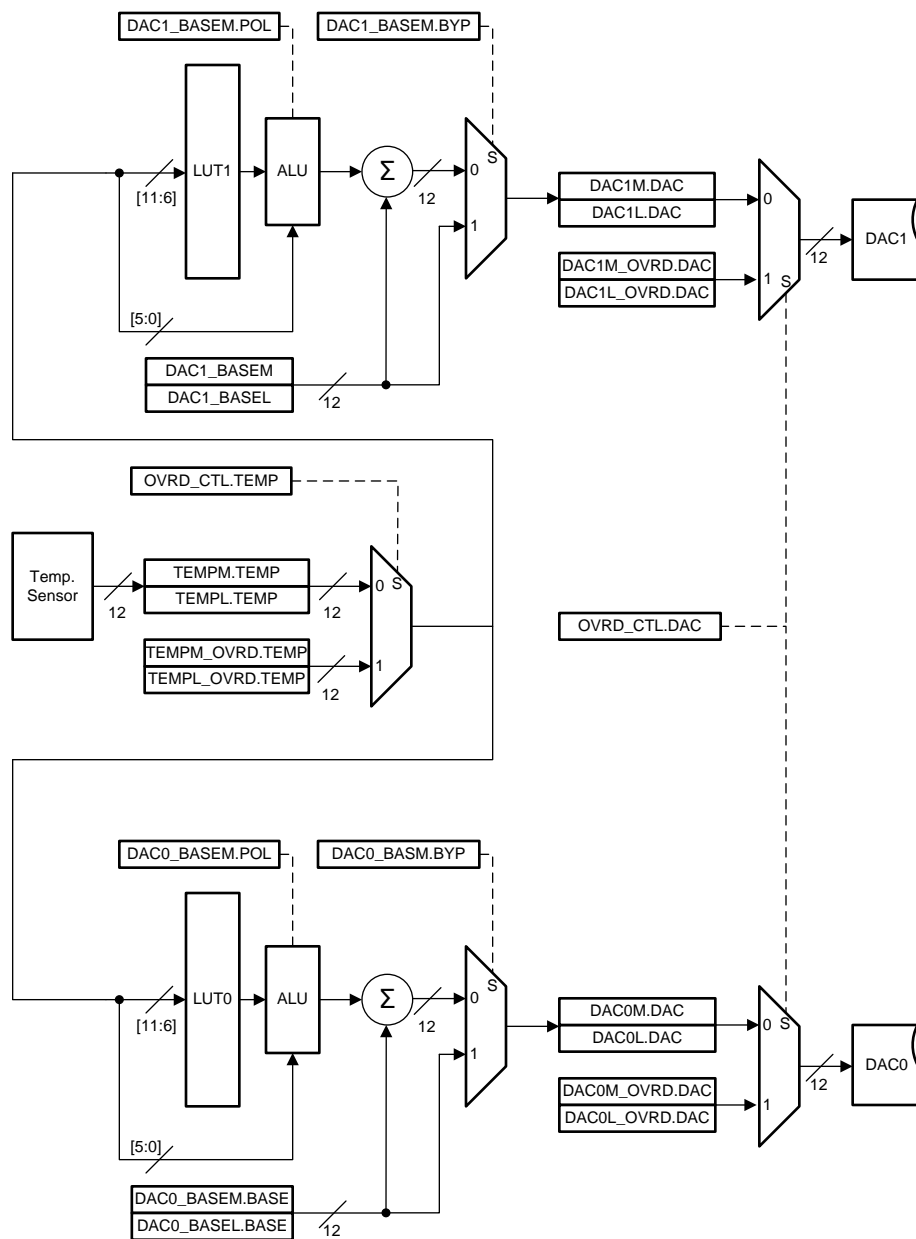 DAC1_BASEM.POL
DAC1_BASEM.BYP
LUT1
ALU
Σ
S
0
1
[11:6]
12
[5:0]
DAC1M.DAC
DAC1L.DAC
DAC1M_OVRD.DAC
DAC1L_OVRD.DAC
0
1
S
12
DAC1
DAC1_BASEM
DAC1_BASEL
12
OVRD_CTL.TEMP
Temp.
Sensor
12
TEMPM.TEMP
TEMPL.TEMP
12
TEMPM_OVRD.TEMP
TEMPL_OVRD.TEMP
12
0
S
1
OVRD_CTL.DAC
DAC0_BASEM.POL
DAC0_BASM.BYP
LUT0
ALU
Σ
S
0
1
[11:6]
12
[5:0]
DAC0M.DAC
DAC0L.DAC
DAC0M_OVRD.DAC
DAC0L_OVRD.DAC
0
S
1
12
DAC0
DAC0_BASEM.BASE
DAC0_BASEL.BASE
12